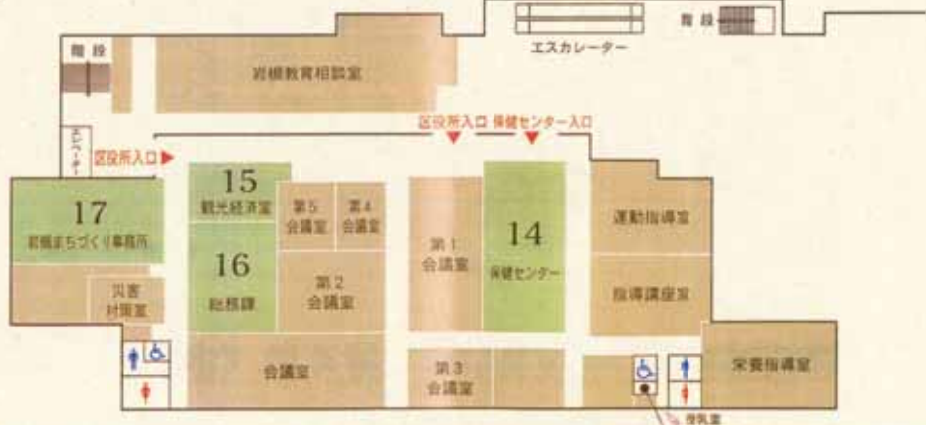 階段
エスカレーター
階段
岩槻教育相談室
区役所入口
保健センター入口
エレベーター
区役所入口
15
観光経済室
第5
会議室
第4
会議室
17
岩槻まちづくり事務所
第1
会議室
14
保健センター
運動指導室
16
総務課
第2
会議室
災害
対策室
指導講座室
会議室
第3
会議室
栄養指導室
授乳室